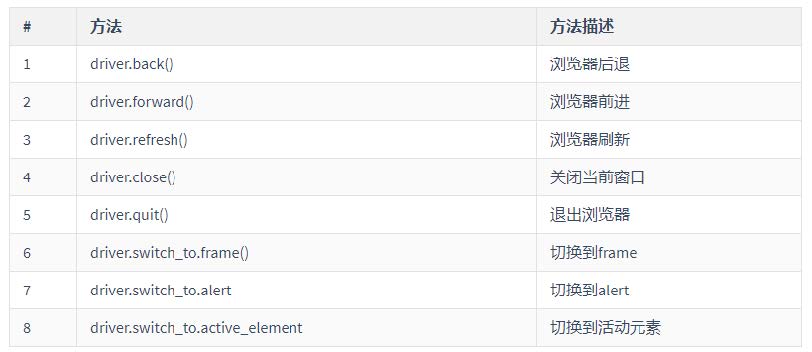 # 方法 方法描述
1 driver.back() 浏览器后退
2 driver.forward() 浏览器前进
3 driver.refresh() 浏览器刷新
4 driver.close() 关闭当前窗口
5 driver.quit() 退出浏览器
6 driver.switch_to.frame() 切换到frame
7 driver.switch_to.alert 切换到alert
8 driver.switch_to.active_element 切换到活动元素